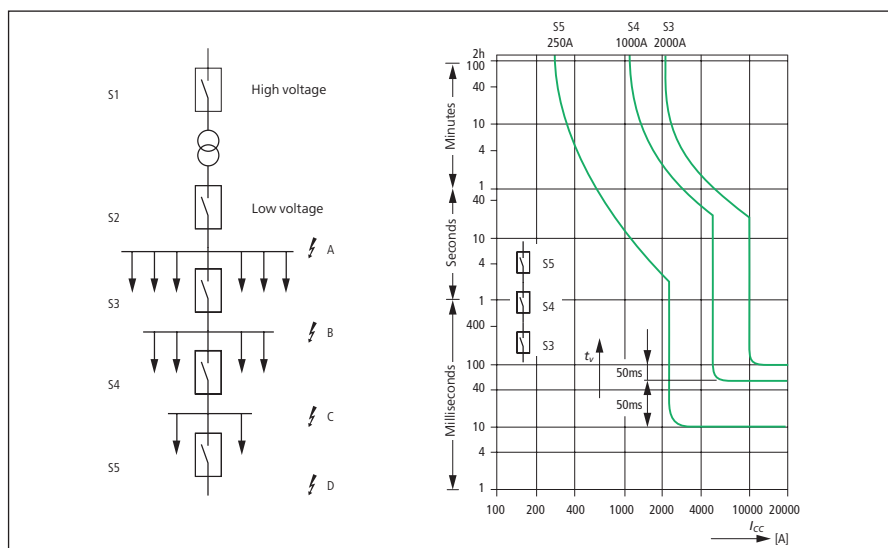 S1
High voltage
S2
Low voltage
A
S3
B
S4
C
S5
D
S5 S4 S3
250A 1000A 2000A
2h
100
40
10
4
1
40
10
4
1
400
100
40
10
4
1
Minutes
Seconds
Milliseconds
S5
S4
S3
tv
50ms
50ms
100 200 400 1000 2000 4000 10000 20000
ICC
[A]